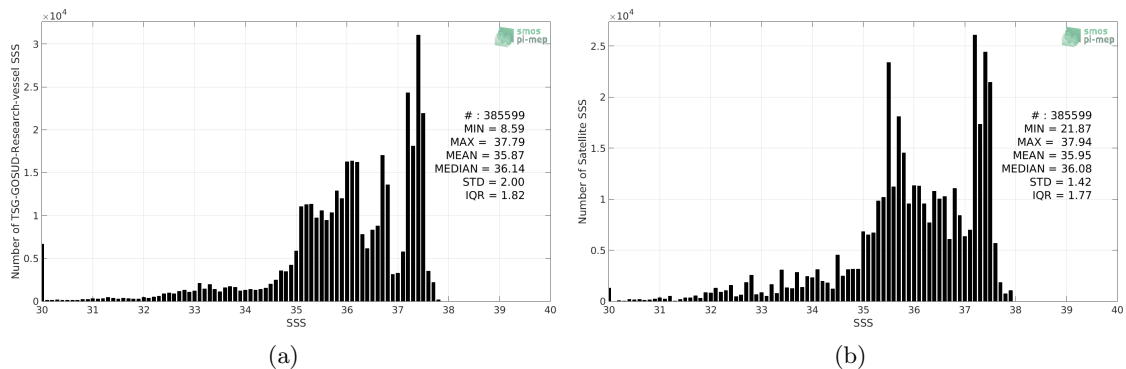 ×10⁴
3
2.5
2
1.5
1
0.5
0
Number of TSG-GOSUD-Research-vessel SSS
smos
pi-mep
# : 385599
MIN = 8.59
MAX = 37.79
MEAN = 35.87
MEDIAN = 36.14
STD = 2.00
IQR = 1.82
30 31 32 33 34 35 36 37 38 39 40
SSS
(a)
×10⁴
2.5
2
1.5
1
0.5
0
Number of Satellite SSS
smos
pi-mep
# : 385599
MIN = 21.87
MAX = 37.94
MEAN = 35.95
MEDIAN = 36.08
STD = 1.42
IQR = 1.77
30 31 32 33 34 35 36 37 38 39 40
SSS
(b)